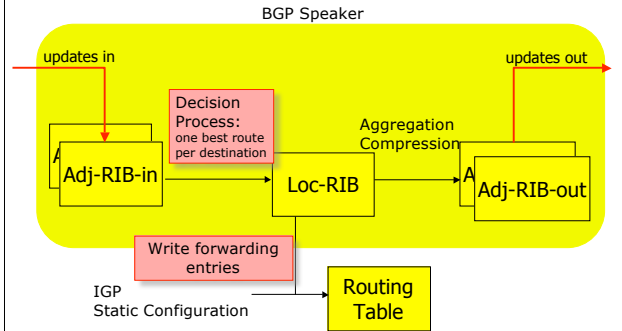 BGP Speaker
updates in
updates out
Decision
Process:
one best route
per destination
Aggregation
Compression
A
Adj-RIB-in
Loc-RIB
A
Adj-RIB-out
Write forwarding
entries
IGP
Static Configuration
Routing
Table